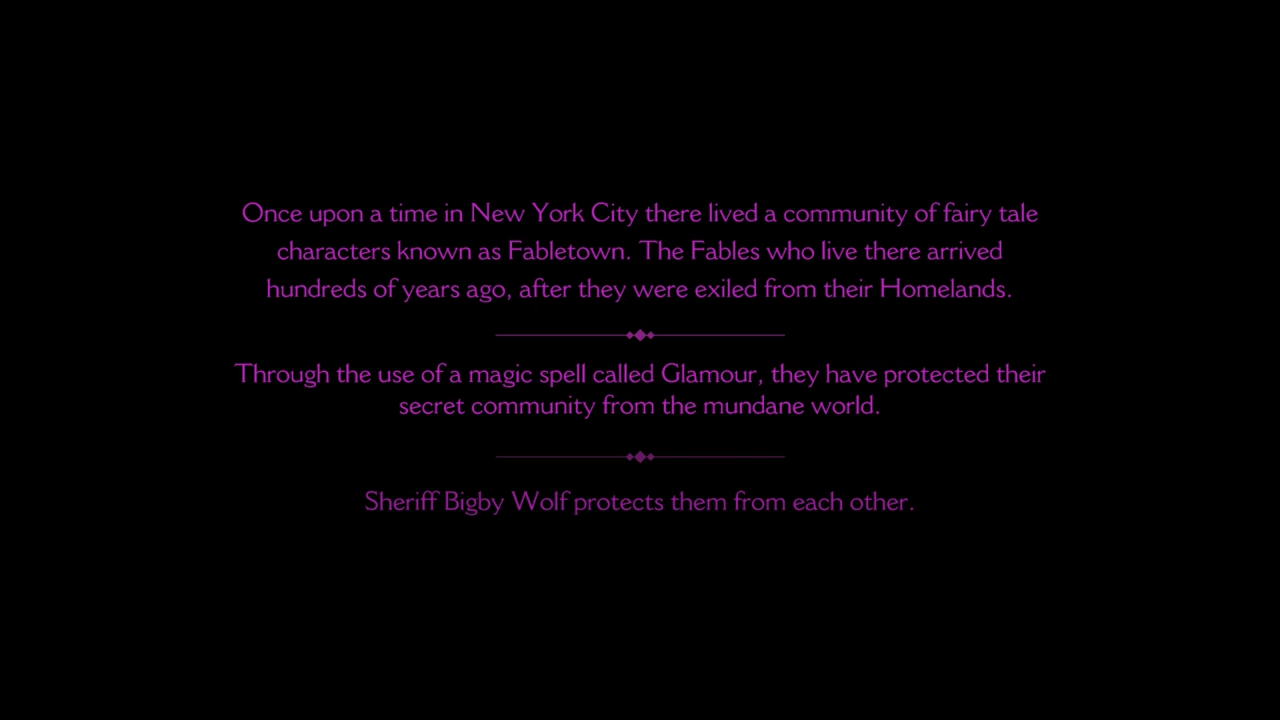 Once upon a time in New York City there lived a community of fairy tale
characters known as Fabletown. The Fables who live there arrived
hundreds of years ago, after they were exiled from their Homelands.
Through the use of a magic spell called Glamour, they have protected their
secret community from the mundane world.
Sheriff Bigby Wolf protects them from each other.